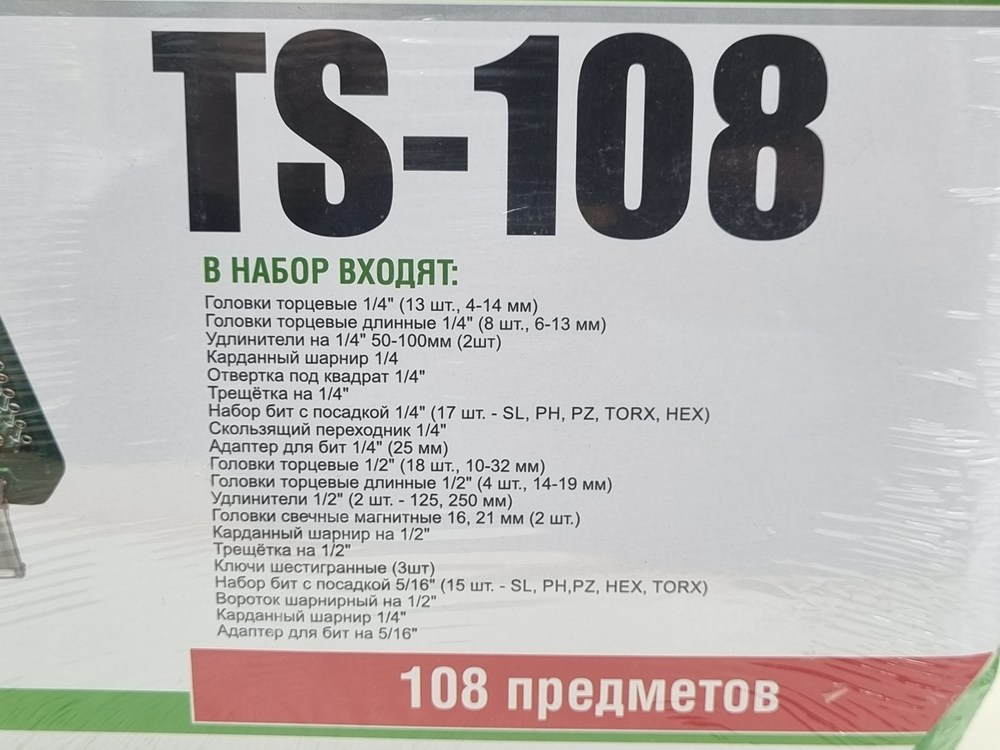 TS-108
В НАБОР ВХОДЯТ:
Головки торцевые 1/4" (13 шт., 4-14 мм)
Головки торцевые длинные 1/4" (8 шт., 6-13 мм)
Удлинители на 1/4" 50-100мм (2шт)
Карданный шарнир 1/4
Отвертка под квадрат 1/4"
Трещётка на 1/4"
Набор бит с посадкой 1/4" (17 шт. - SL, PH, PZ, TORX, HEX)
Скользящий переходник 1/4"
Адаптер для бит 1/4" (25 мм)
Головки торцевые 1/2" (18 шт., 10-32 мм)
Головки торцевые длинные 1/2" (4 шт., 14-19 мм)
Удлинители 1/2" (2 шт. - 125, 250 мм)
Головки свечные магнитные 16, 21 мм (2 шт.)
Карданный шарнир на 1/2"
Трещётка на 1/2"
Ключи шестигранные (3шт)
Набор бит с посадкой 5/16" (15 шт. - SL, PH,PZ, HEX, TORX)
Вороток шарнирный на 1/2"
Карданный шарнир 1/4"
Адаптер для бит на 5/16"
108 предметов